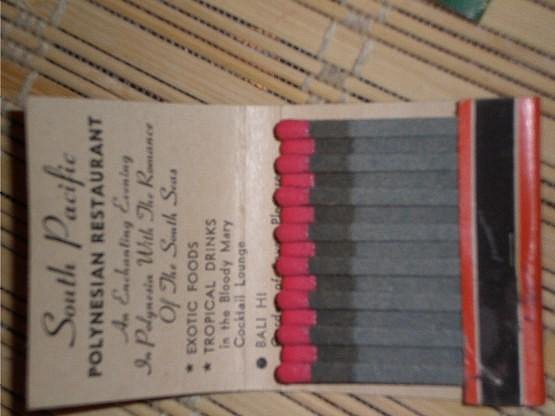 South Pacific
POLYNESIAN RESTAURANT
An Enchanting Evening
In Polynesia With The Romance
Of The South Seas
★ EXOTIC FOODS
★ TROPICAL DRINKS
in the Bloody Mary
Cocktail Lounge
● BALI HI